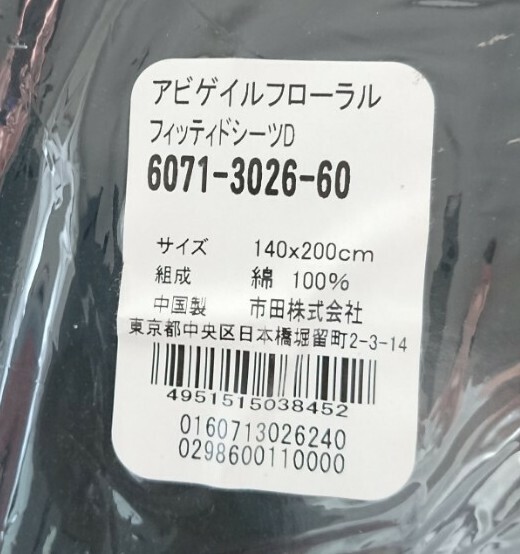 アビゲイルフローラル
フィッティドシーツD
6071-3026-60
サイズ 140x200cm
組成 綿 100%
中国製 市田株式会社
東京都中央区日本橋堀留町2-3-14
4951515038452
0160713026240
0298600110000